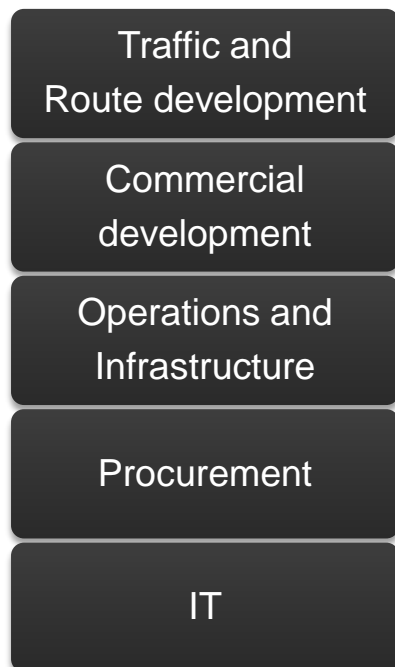 Traffic and
Route development
Commercial
development
Operations and
Infrastructure
Procurement
IT